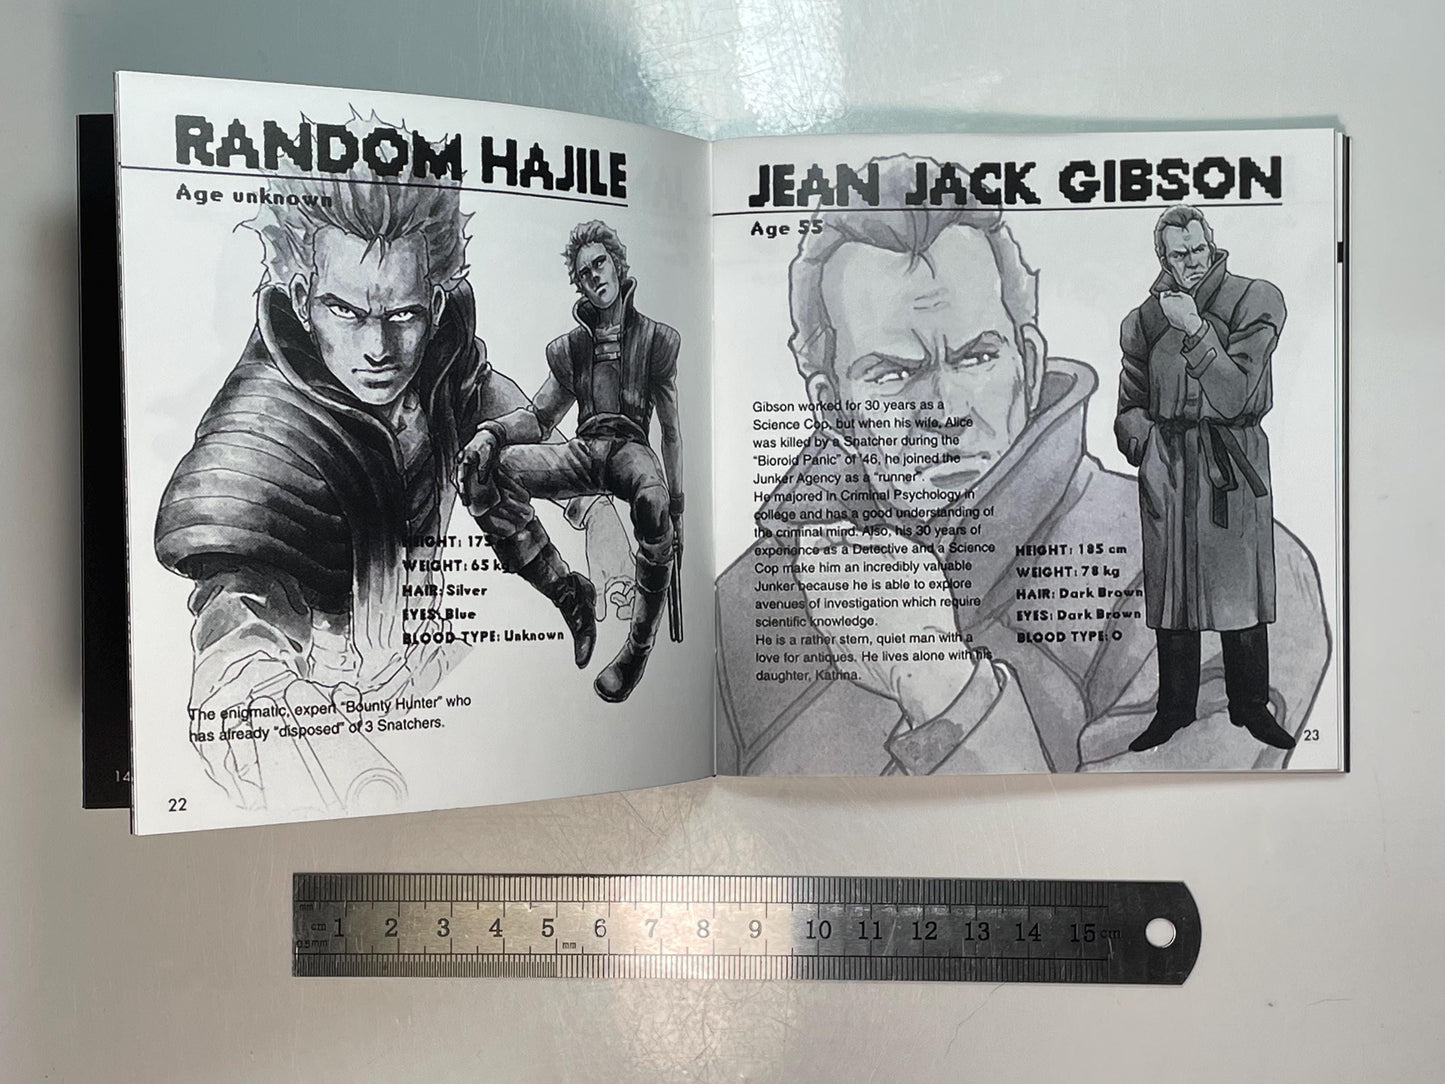 RANDOM HAJILE
Age unknown
HEIGHT: 175
WEIGHT: 65 kg
HAIR: Silver
EYES: Blue
BLOOD TYPE: Unknown
The enigmatic, expert “Bounty Hunter” who
has already “disposed” of 3 Snatchers.
22
14
JEAN JACK GIBSON
Age 55
Gibson worked for 30 years as a
Science Cop, but when his wife, Alice
was killed by a Snatcher during the
“Bioroid Panic” of '46, he joined the
Junker Agency as a “runner”.
He majored in Criminal Psychology in
college and has a good understanding of
the criminal mind. Also, his 30 years of
experience as a Detective and a Science
Cop make him an incredibly valuable
Junker because he is able to explore
avenues of investigation which require
scientific knowledge.
He is a rather stern, quiet man with a
love for antiques. He lives alone with his
daughter, Katrina.
HEIGHT: 185 cm
WEIGHT: 78 kg
HAIR: Dark Brown
EYES: Dark Brown
BLOOD TYPE: O
23
mm
cm 1 2 3 4 5 6 7 8 9 10 11 12 13 14 15 cm
0.5mm mm